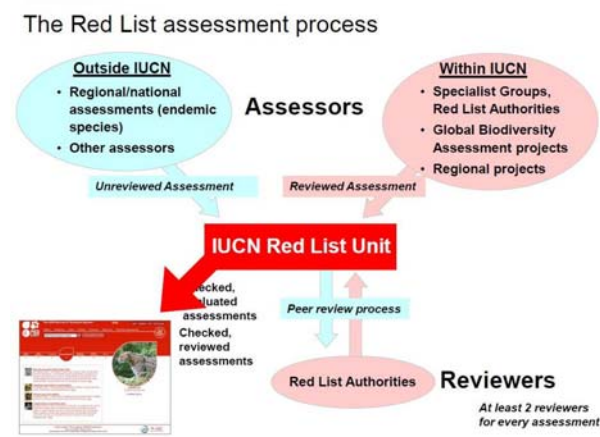 The Red List assessment process
Outside IUCN
• Regional/national
assessments (endemic
species)
• Other assessors
Assessors
Within IUCN
• Specialist Groups,
Red List Authorities
• Global Biodiversity
Assessment projects
• Regional projects
Unreviewed Assessment
Reviewed Assessment
IUCN Red List Unit
assessments
Checked,
reviewed
assessments
Peer review process
Red List Authorities
Reviewers
At least 2 reviewers
for every assessment